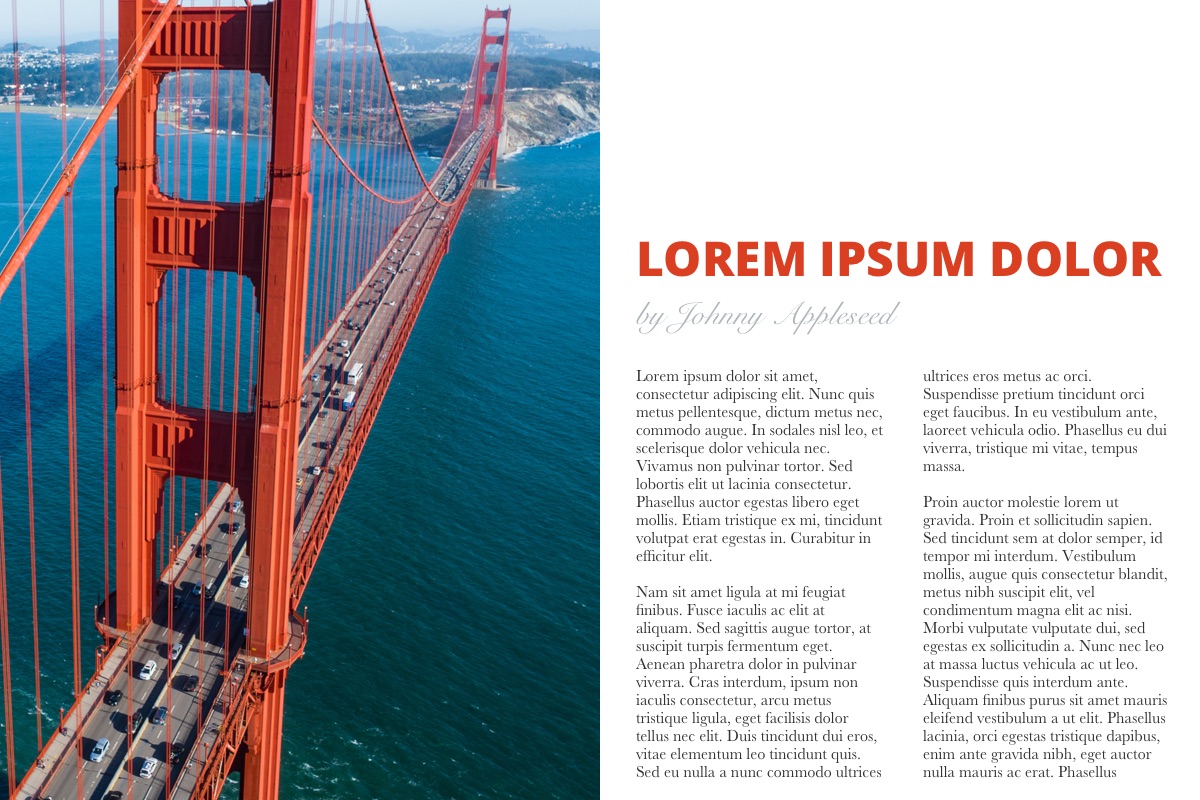 LOREM IPSUM DOLOR
by Johnny Appleseed
Lorem ipsum dolor sit amet,
consectetur adipiscing elit. Nunc quis
metus pellentesque, dictum metus nec,
commodo augue. In sodales nisl leo, et
scelerisque dolor vehicula nec.
Vivamus non pulvinar tortor. Sed
lobortis elit ut lacinia consectetur.
Phasellus auctor egestas libero eget
mollis. Etiam tristique ex mi, tincidunt
volutpat erat egestas in. Curabitur in
efficitur elit.
Nam sit amet ligula at mi feugiat
finibus. Fusce iaculis ac elit at
aliquam. Sed sagittis augue tortor, at
suscipit turpis fermentum eget.
Aenean pharetra dolor in pulvinar
viverra. Cras interdum, ipsum non
iaculis consectetur, arcu metus
tristique ligula, eget facilisis dolor
tellus nec elit. Duis tincidunt dui eros,
vitae elementum leo tincidunt quis.
Sed eu nulla a nunc commodo ultrices
ultrices eros metus ac orci.
Suspendisse pretium tincidunt orci
eget faucibus. In eu vestibulum ante,
laoreet vehicula odio. Phasellus eu dui
viverra, tristique mi vitae, tempus
massa.
Proin auctor molestie lorem ut
gravida. Proin et sollicitudin sapien.
Sed tincidunt sem at dolor semper, id
tempor mi interdum. Vestibulum
mollis, augue quis consectetur blandit,
metus nibh suscipit elit, vel
condimentum magna elit ac nisi.
Morbi vulputate vulputate dui, sed
egestas ex sollicitudin a. Nunc nec leo
at massa luctus vehicula ac ut leo.
Suspendisse quis interdum ante.
Aliquam finibus purus sit amet mauris
eleifend vestibulum a ut elit. Phasellus
lacinia, orci egestas tristique dapibus,
enim ante gravida nibh, eget auctor
nulla mauris ac erat. Phasellus